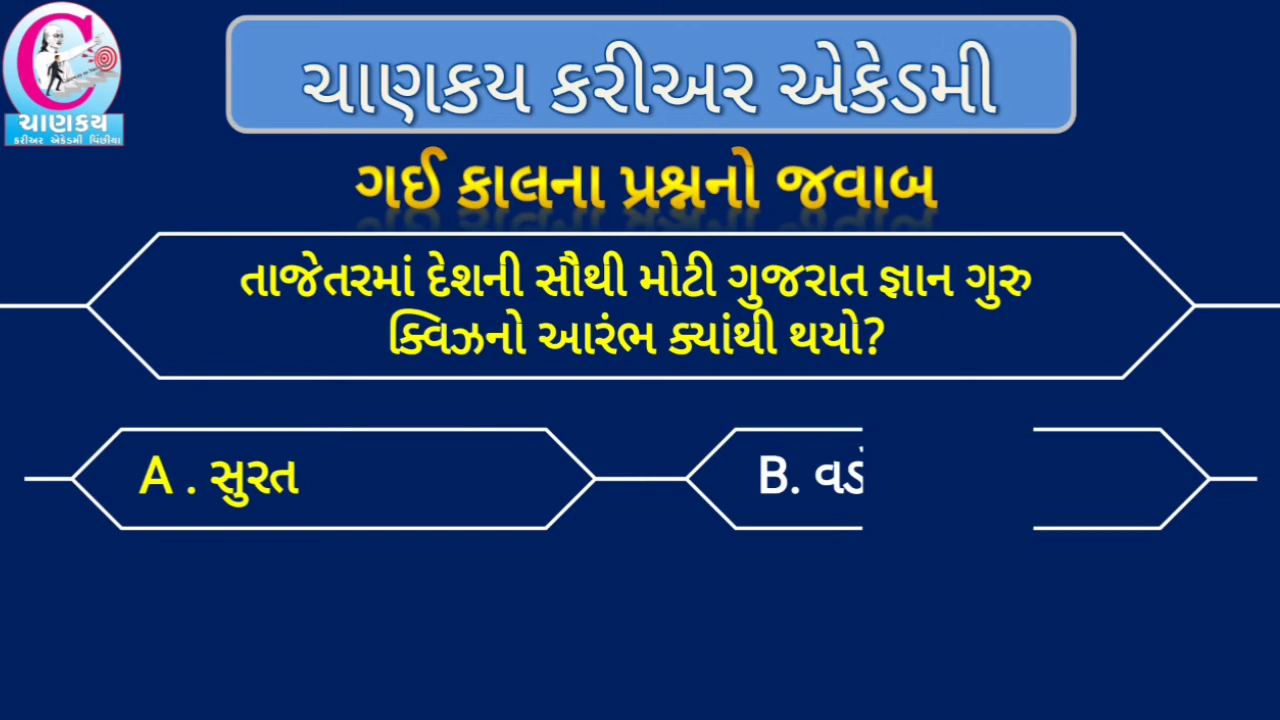 ચાણકય
કરીઅર એકેડમી વિંછીયા
ચાણકય કરીઅર એકેડમી
ગઈ કાલના પ્રશ્નનો જવાબ
તાજેતરમાં દેશની સૌથી મોટી ગુજરાત જ્ઞાન ગુરુ
ક્વિઝનો આરંભ ક્યાંથી થયો?
A . સુરત
B.